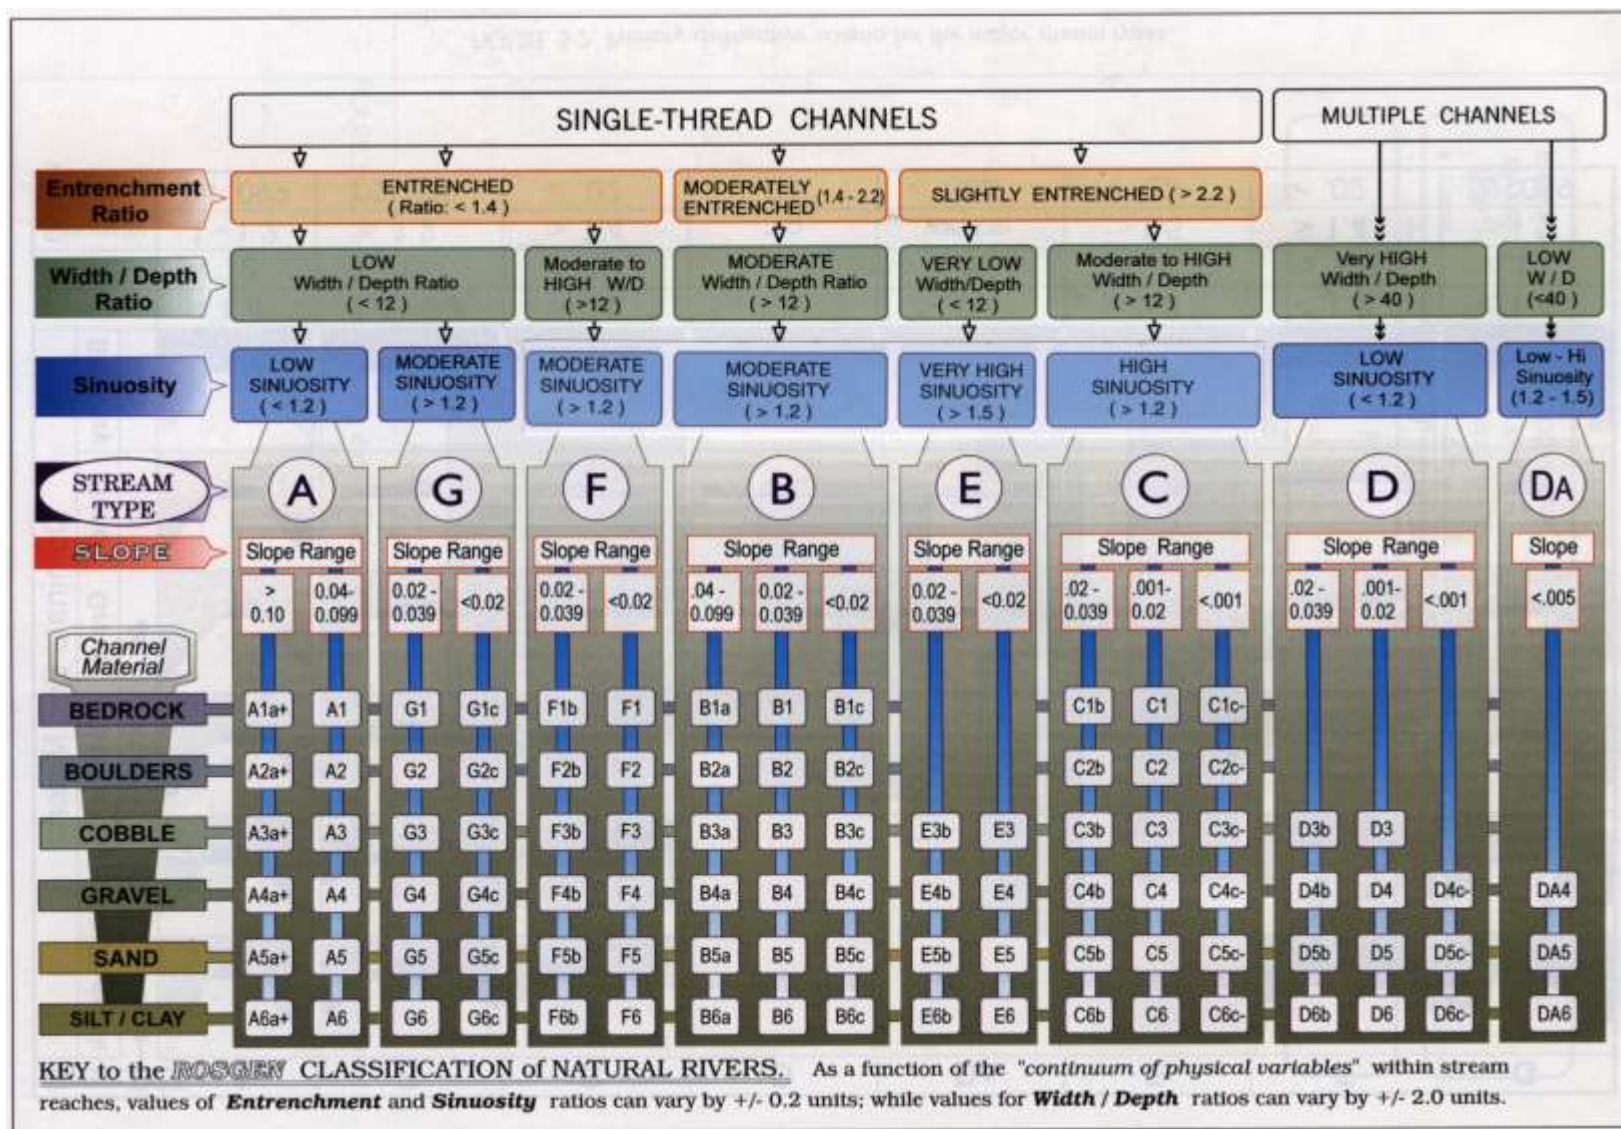 SINGLE-THREAD CHANNELS
MULTIPLE CHANNELS
Entrenchment
Ratio
ENTRENCHED
( Ratio: < 1.4 )
MODERATELY
ENTRENCHED
(1.4 - 2.2)
SLIGHTLY ENTRENCHED ( > 2.2 )
Width / Depth
Ratio
LOW
Width / Depth Ratio
( < 12 )
Moderate to
HIGH W/D
( >12 )
MODERATE
Width / Depth Ratio
( > 12 )
VERY LOW
Width/Depth
( < 12 )
Moderate to HIGH
Width / Depth
( > 12 )
Very HIGH
Width / Depth
( > 40 )
LOW
W / D
(<40 )
Sinuosity
LOW
SINUOSITY
( < 1.2 )
MODERATE
SINUOSITY
( > 1.2 )
MODERATE
SINUOSITY
( > 1.2 )
MODERATE
SINUOSITY
( > 1.2 )
VERY HIGH
SINUOSITY
( > 1.5 )
HIGH
SINUOSITY
( > 1.2 )
LOW
SINUOSITY
( < 1.2 )
Low - Hi
Sinuosity
(1.2 - 1.5)
STREAM
TYPE
A G F B E C D DA
SLOPE
Slope Range Slope Range Slope Range Slope Range Slope Range Slope Range Slope Range Slope
> 0.10
0.04-0.099
0.02 - 0.039
<0.02
0.02 - 0.039
<0.02
.04 - 0.099
0.02 - 0.039
<0.02
0.02 - 0.039
<0.02
.02 - 0.039
.001- 0.02
<.001
.02 - 0.039
.001- 0.02
<.001
<.005
Channel
Material
BEDROCK A1a+ A1 G1 G1c F1b F1 B1a B1 B1c C1b C1 C1c-
BOULDERS A2a+ A2 G2 G2c F2b F2 B2a B2 B2c C2b C2 C2c-
COBBLE A3a+ A3 G3 G3c F3b F3 B3a B3 B3c E3b E3 C3b C3 C3c- D3b D3
GRAVEL A4a+ A4 G4 G4c F4b F4 B4a B4 B4c E4b E4 C4b C4 C4c- D4b D4 D4c- DA4
SAND A5a+ A5 G5 G5c F5b F5 B5a B5 B5c E5b E5 C5b C5 C5c- D5b D5 D5c- DA5
SILT / CLAY A6a+ A6 G6 G6c F6b F6 B6a B6 B6c E6b E6 C6b C6 C6c- D6b D6 D6c- DA6
KEY to the ROSGEN CLASSIFICATION of NATURAL RIVERS. As a function of the "continuum of physical variables" within stream
reaches, values of Entrenchment and Sinuosity ratios can vary by +/- 0.2 units; while values for Width / Depth ratios can vary by +/- 2.0 units.